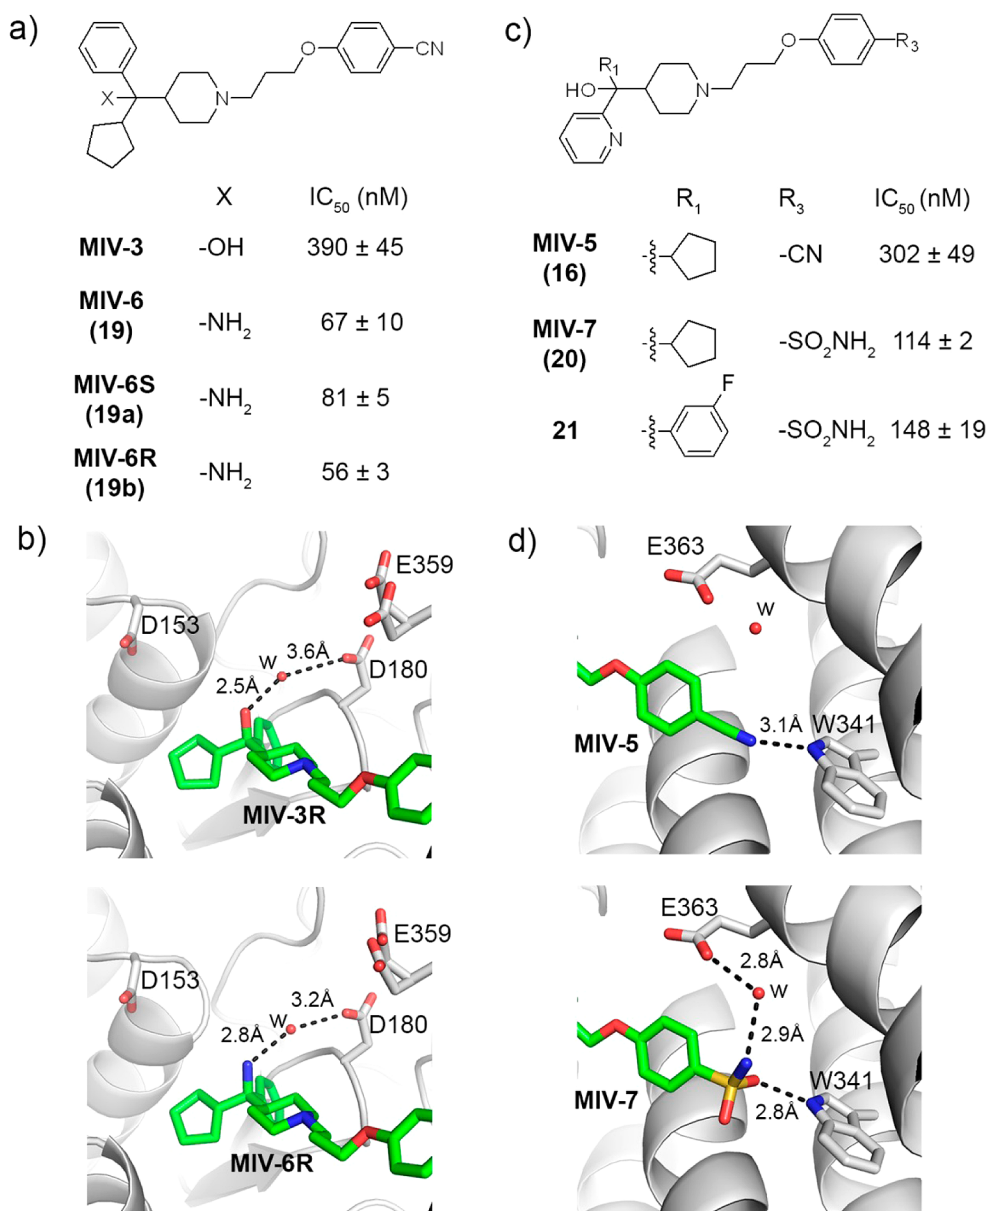 a)
X
N
O
CN
X IC50 (nM)
MIV-3 -OH 390 ± 45
MIV-6
(19) -NH2 67 ± 10
MIV-6S
(19a) -NH2 81 ± 5
MIV-6R
(19b) -NH2 56 ± 3
b)
D153
E359
W
3.6Å
2.5Å
D180
MIV-3R
D153
E359
W
3.2Å
2.8Å
D180
MIV-6R
c)
O
R3
R1
HO
N
N
R1 R3 IC50 (nM)
MIV-5
(16) -CN 302 ± 49
MIV-7
(20) -SO2NH2 114 ± 2
F
21 -SO2NH2 148 ± 19
d)
E363
W
3.1Å
W341
MIV-5
E363
2.8Å
W
2.9Å
W341
2.8Å
MIV-7